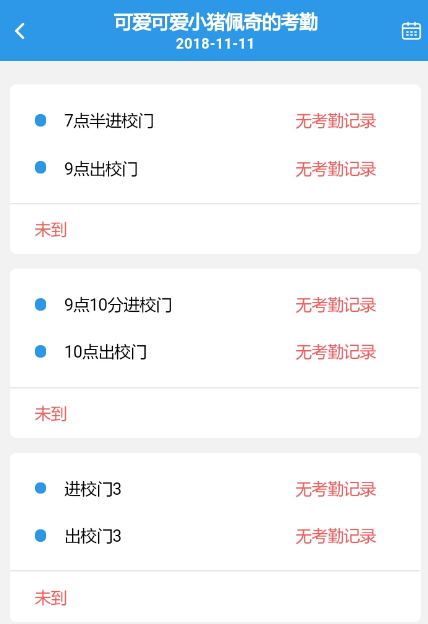 可爱可爱小猪佩奇的考勤
2018-11-11
7点半进校门 无考勤记录
9点出校门 无考勤记录
未到
9点10分进校门 无考勤记录
10点出校门 无考勤记录
未到
进校门3 无考勤记录
出校门3 无考勤记录
未到